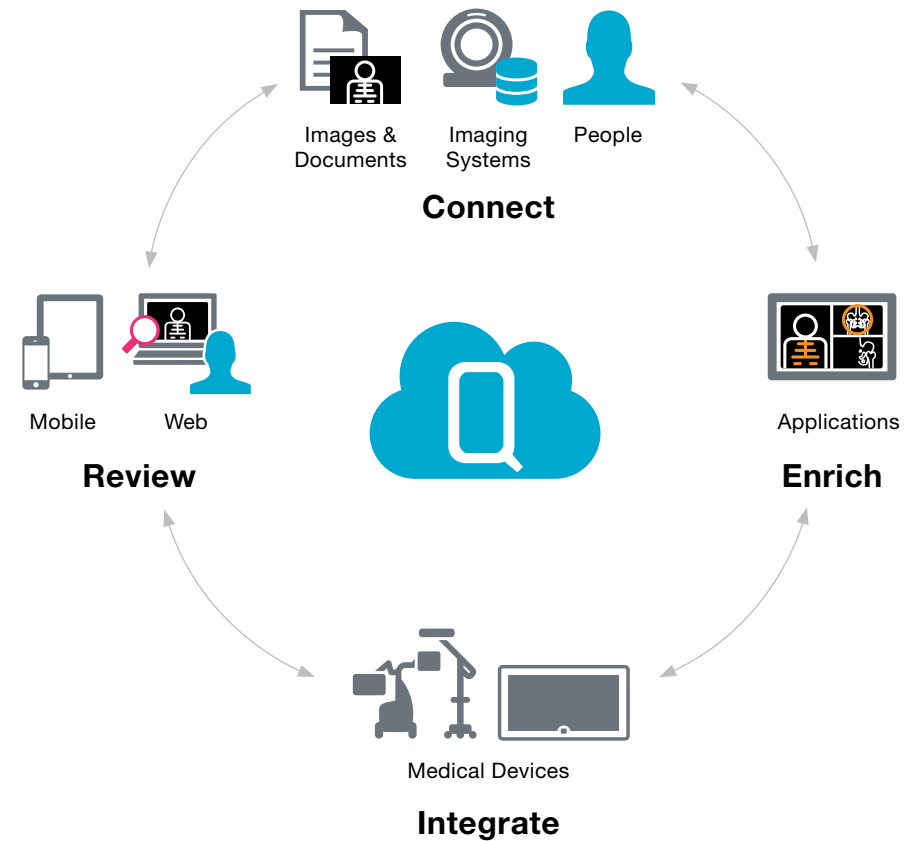 Images &
Documents
Imaging
Systems
People
Connect
Mobile
Web
Review
Applications
Enrich
Medical Devices
Integrate